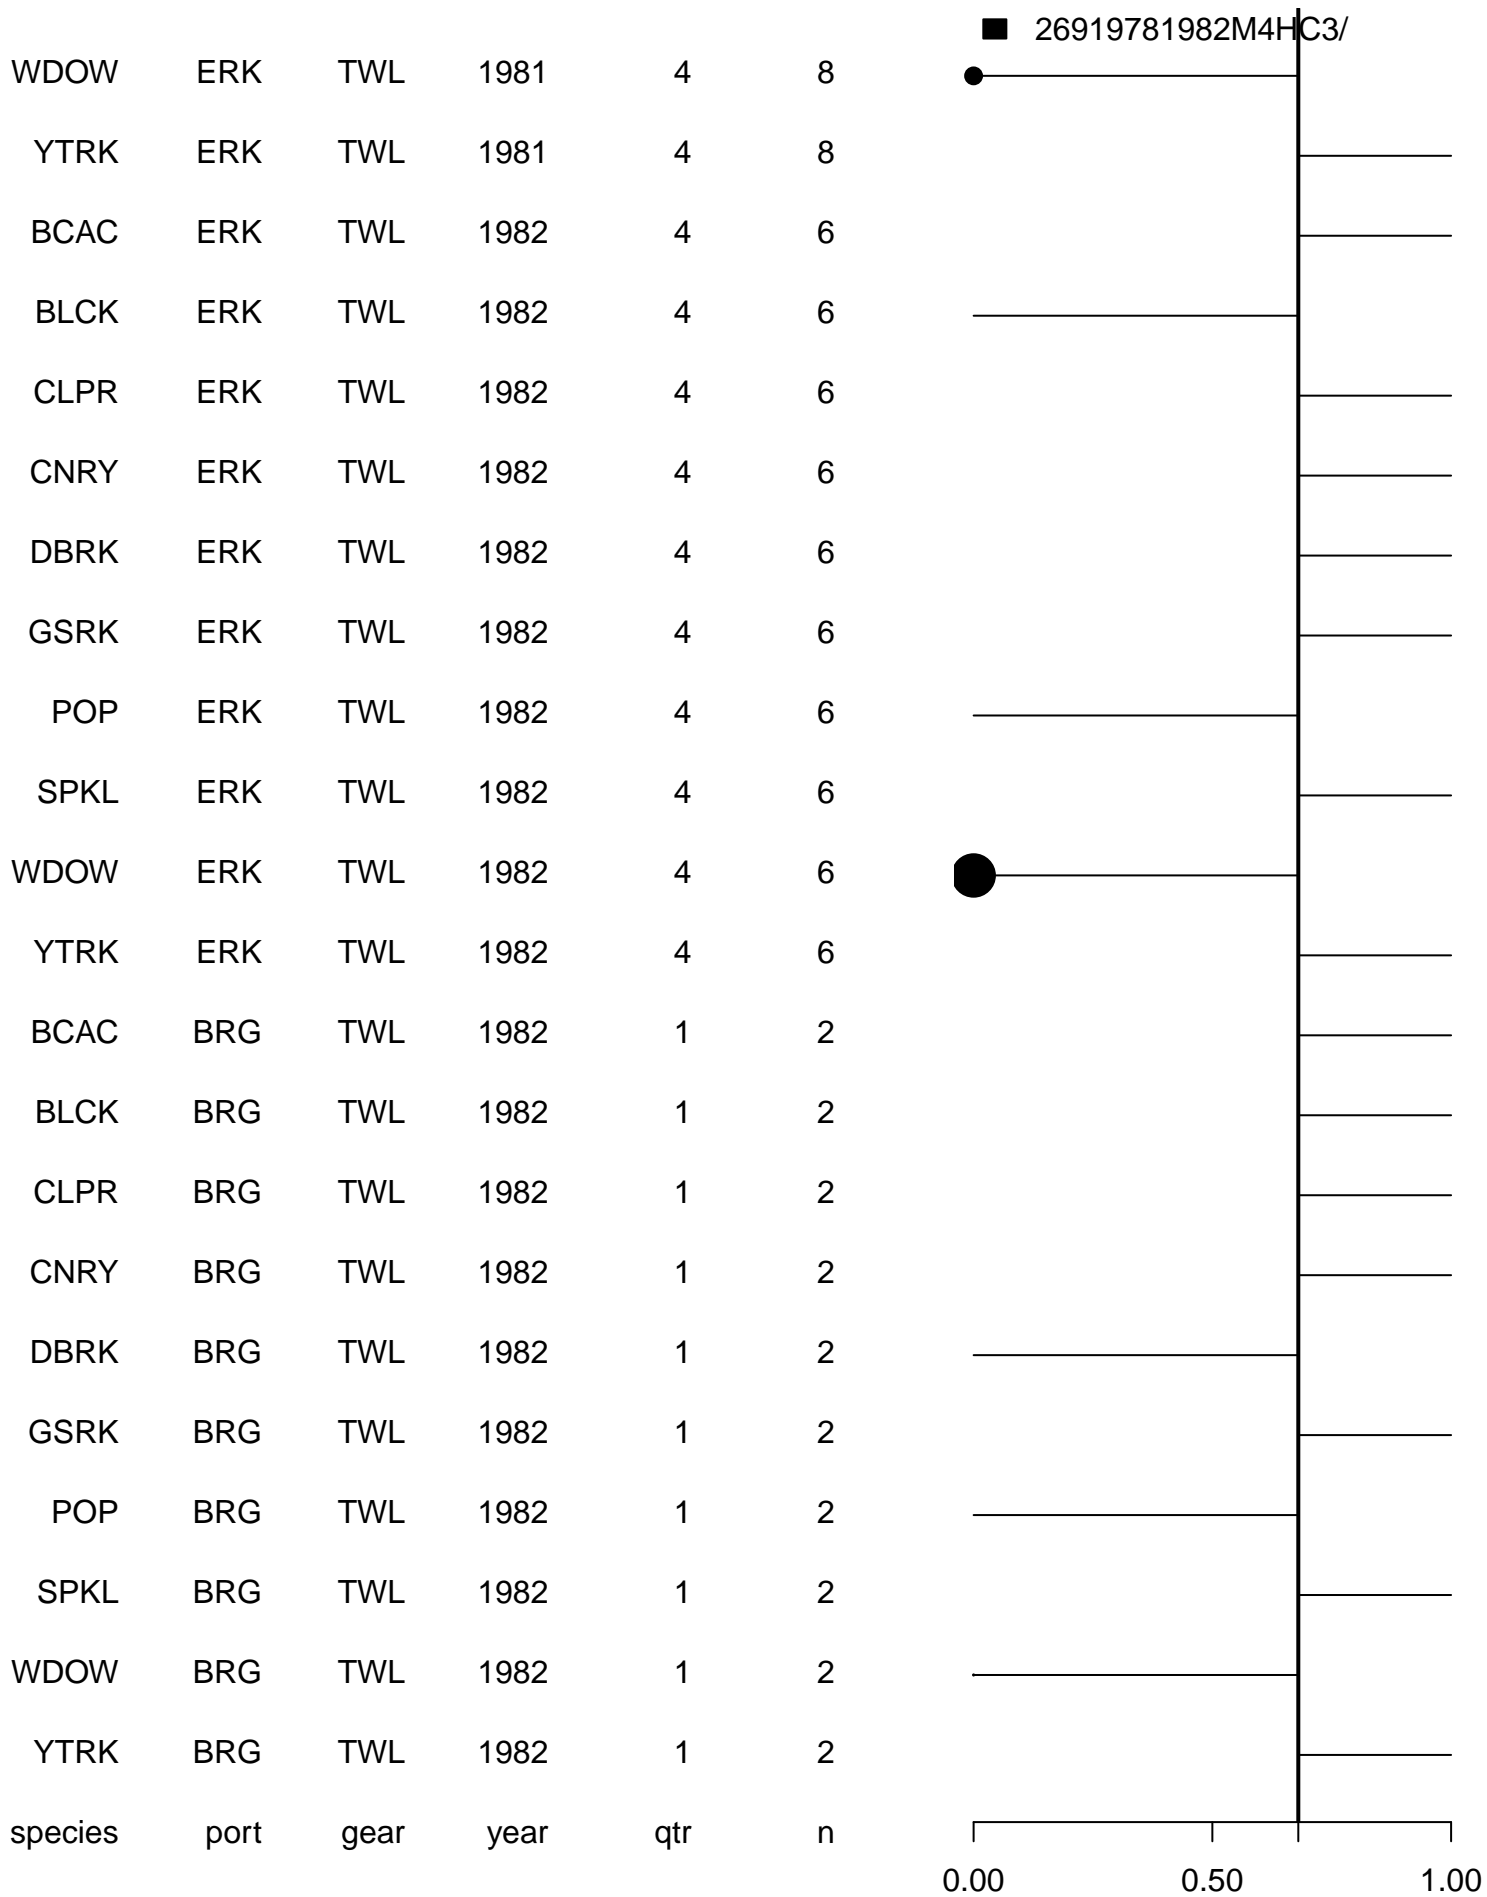 26919781982M4HC3/
WDOW ERK TWL 1981 4 8
YTRK ERK TWL 1981 4 8
BCAC ERK TWL 1982 4 6
BLCK ERK TWL 1982 4 6
CLPR ERK TWL 1982 4 6
CNRY ERK TWL 1982 4 6
DBRK ERK TWL 1982 4 6
GSRK ERK TWL 1982 4 6
POP ERK TWL 1982 4 6
SPKL ERK TWL 1982 4 6
WDOW ERK TWL 1982 4 6
YTRK ERK TWL 1982 4 6
BCAC BRG TWL 1982 1 2
BLCK BRG TWL 1982 1 2
CLPR BRG TWL 1982 1 2
CNRY BRG TWL 1982 1 2
DBRK BRG TWL 1982 1 2
GSRK BRG TWL 1982 1 2
POP BRG TWL 1982 1 2
SPKL BRG TWL 1982 1 2
WDOW BRG TWL 1982 1 2
YTRK BRG TWL 1982 1 2
species port gear year qtr n
0.00 0.50 1.00